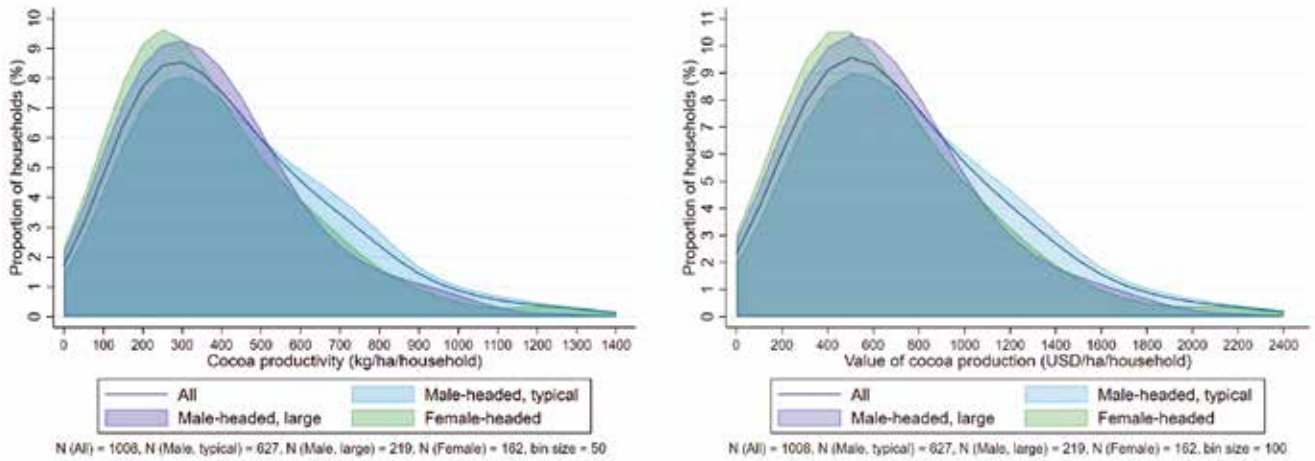 Proportion of households (%)
10
9
8
7
6
5
4
3
2
1
0
0 100 200 300 400 500 600 700 800 900 1000 1100 1200 1300 1400
Cocoa productivity (kg/ha/household)
All
Male-headed, typical
Male-headed, large
Female-headed
N (All) = 1008, N (Male, typical) = 627, N (Male, large) = 219, N (Female) = 162, bin size = 50
Proportion of households (%)
11
10
9
8
7
6
5
4
3
2
1
0
0 200 400 600 800 1000 1200 1400 1600 1800 2000 2200 2400
Value of cocoa production (USD/ha/household)
All
Male-headed, typical
Male-headed, large
Female-headed
N (All) = 1008, N (Male, typical) = 627, N (Male, large) = 219, N (Female) = 162, bin size = 100